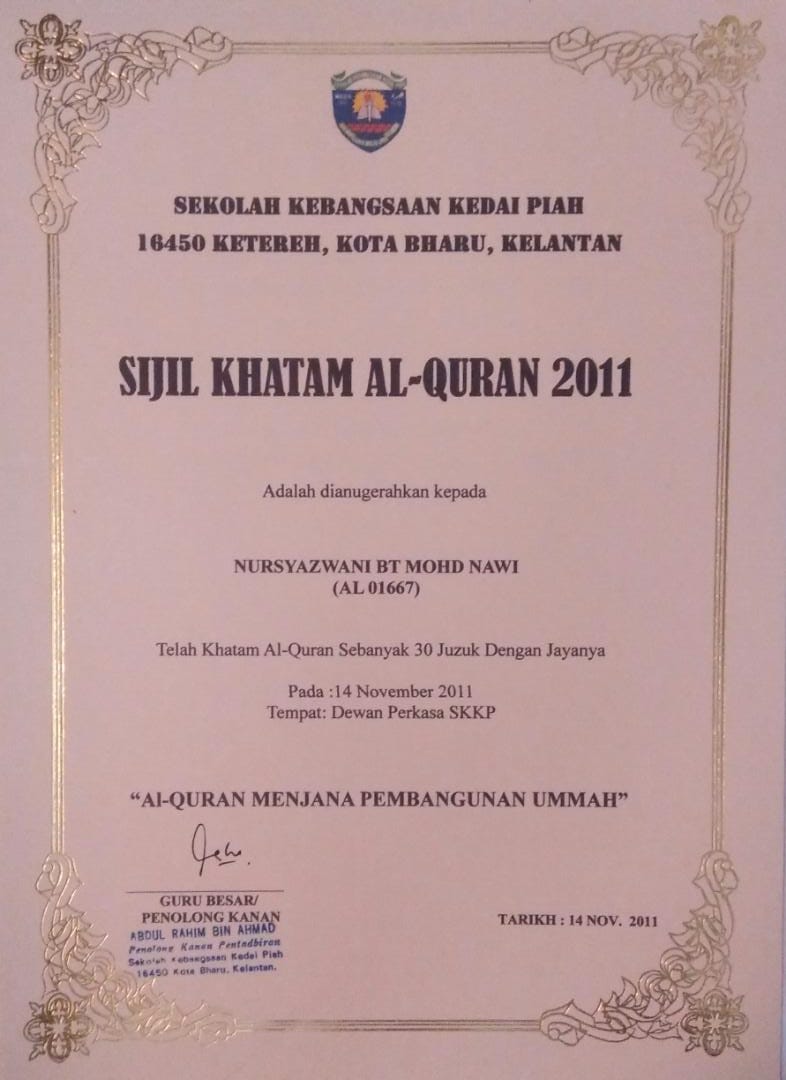 SEKOLAH KEBANGSAAN KEDAI PIAH
16450 KETEREH, KOTA BHARU, KELANTAN
SIJIL KHATAM AL-QURAN 2011
Adalah dianugerahkan kepada
NURSYAZWANI BT MOHD NAWI
(AL 01667)
Telah Khatam Al-Quran Sebanyak 30 Juzuk Dengan Jayanya
Pada :14 November 2011
Tempat: Dewan Perkasa SKKP
“Al-QURAN MENJANA PEMBANGUNAN UMMAH”
GURU BESAR/
PENOLONG KANAN
ABDUL RAHIM BIN AHMAD
Penolong Kanan Pentadbiran
Sekolah Kebangsaan Kedai Piah
16450 Kota Bharu, Kelantan.
TARIKH : 14 NOV. 2011